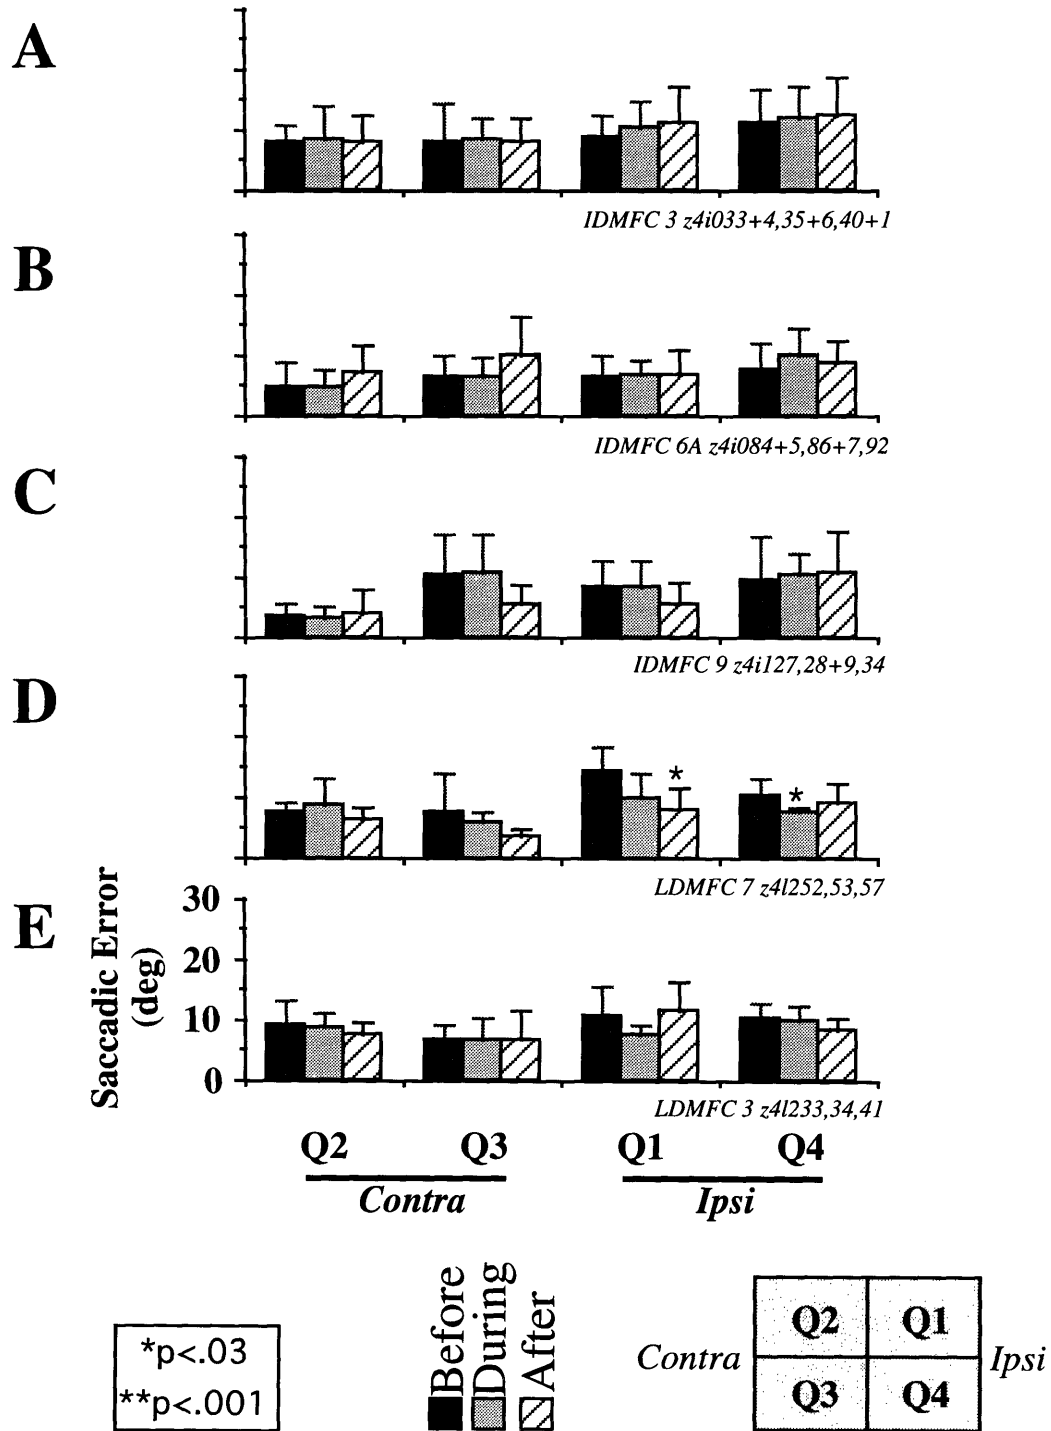 A
IDMFC 3 z4i033+4,35+6,40+1
B
IDMFC 6A z4i084+5,86+7,92
C
IDMFC 9 z4i127,28+9,34
D
*
*
LDMFC 7 z4l252,53,57
E
Saccadic Error
(deg)
30
20
10
0
LDMFC 3 z4l233,34,41
Q2 Q3 Q1 Q4
Contra Ipsi
*p<.03
**p<.001
Before
During
After
Contra
Q2 Q1
Q3 Q4
Ipsi